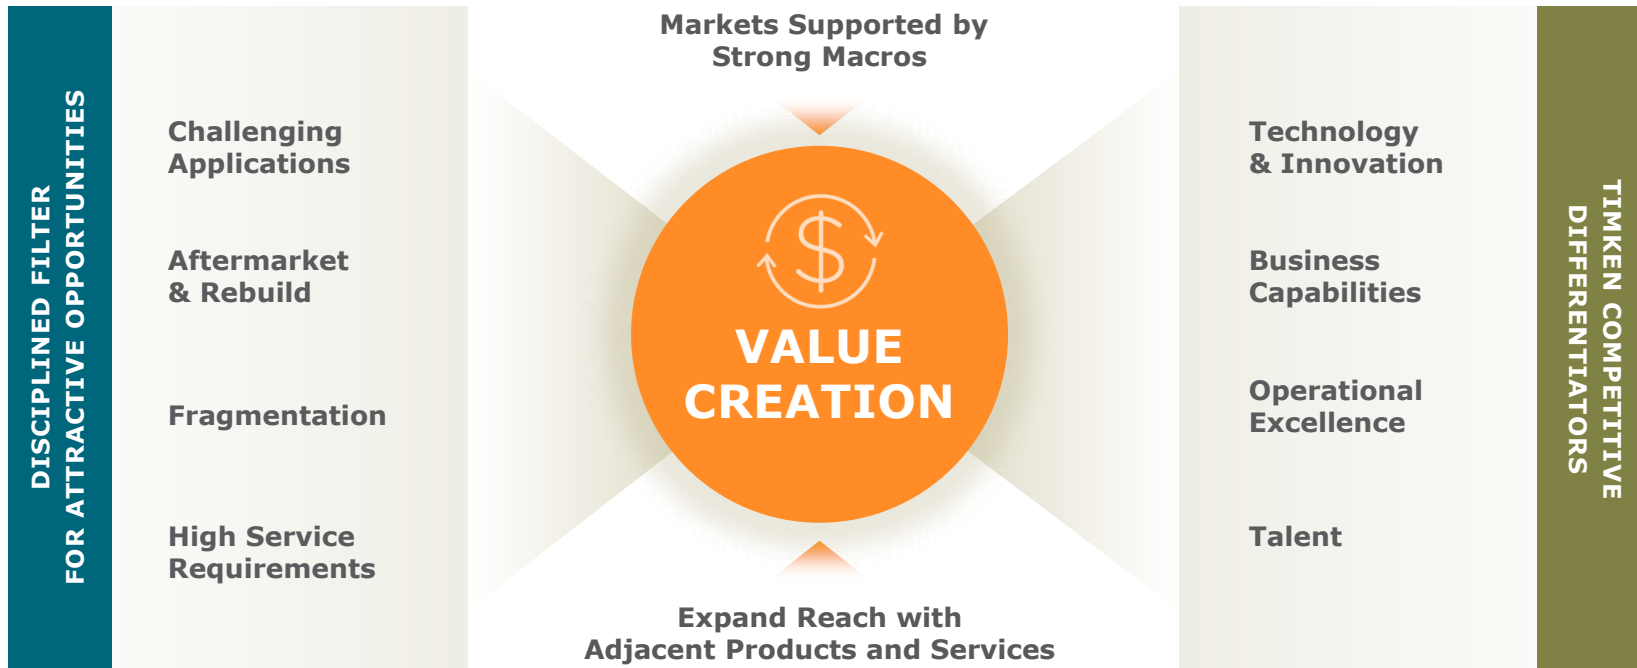 DISCIPLINED FILTER
FOR ATTRACTIVE OPPORTUNITIES
Challenging
Applications
Aftermarket
& Rebuild
Fragmentation
High Service
Requirements
Markets Supported by
Strong Macros
$
VALUE
CREATION
Expand Reach with
Adjacent Products and Services
Technology
& Innovation
Business
Capabilities
Operational
Excellence
Talent
TIMKEN COMPETITIVE
DIFFERENTIATORS